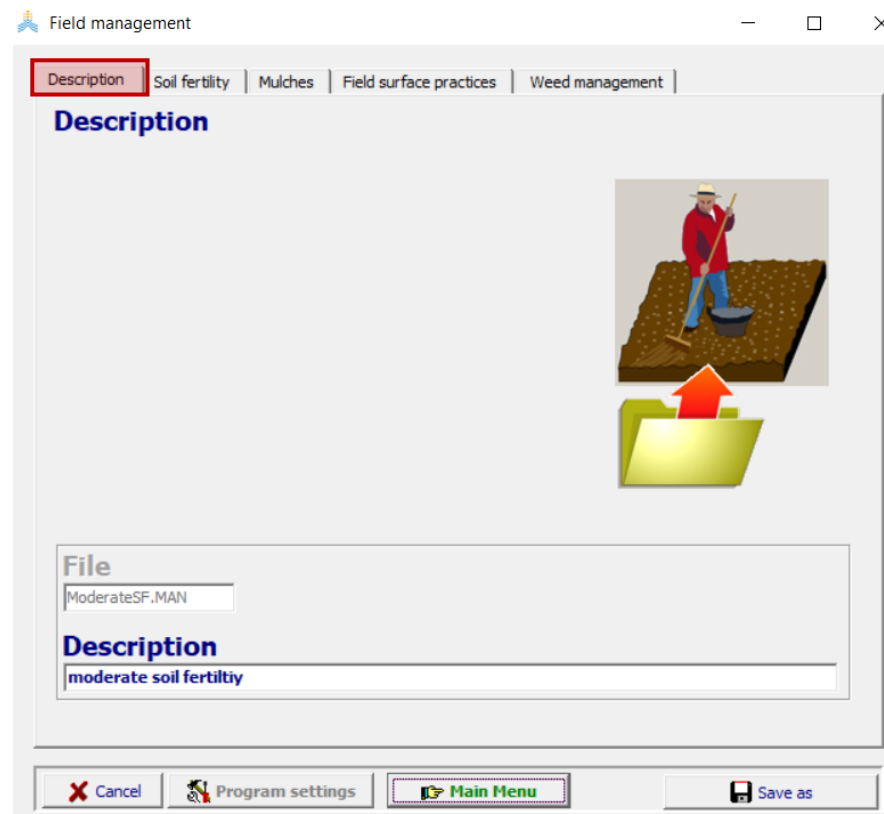 Field management
Description Soil fertility Mulches Field surface practices Weed management
Description
File
ModerateSF.MAN
Description
moderate soil fertiltiy
Cancel Program settings Main Menu Save as